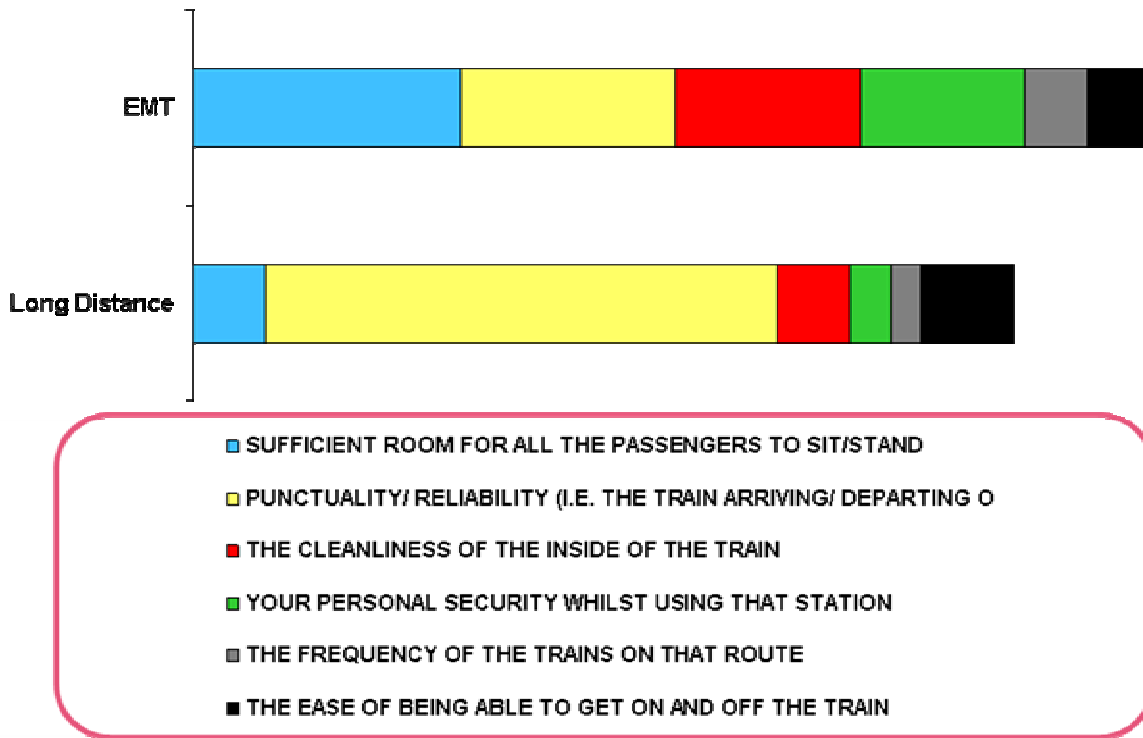 EMT
Long Distance
SUFFICIENT ROOM FOR ALL THE PASSENGERS TO SIT/STAND
PUNCTUALITY/ RELIABILITY (I.E. THE TRAIN ARRIVING/ DEPARTING O
THE CLEANLINESS OF THE INSIDE OF THE TRAIN
YOUR PERSONAL SECURITY WHILST USING THAT STATION
THE FREQUENCY OF THE TRAINS ON THAT ROUTE
THE EASE OF BEING ABLE TO GET ON AND OFF THE TRAIN